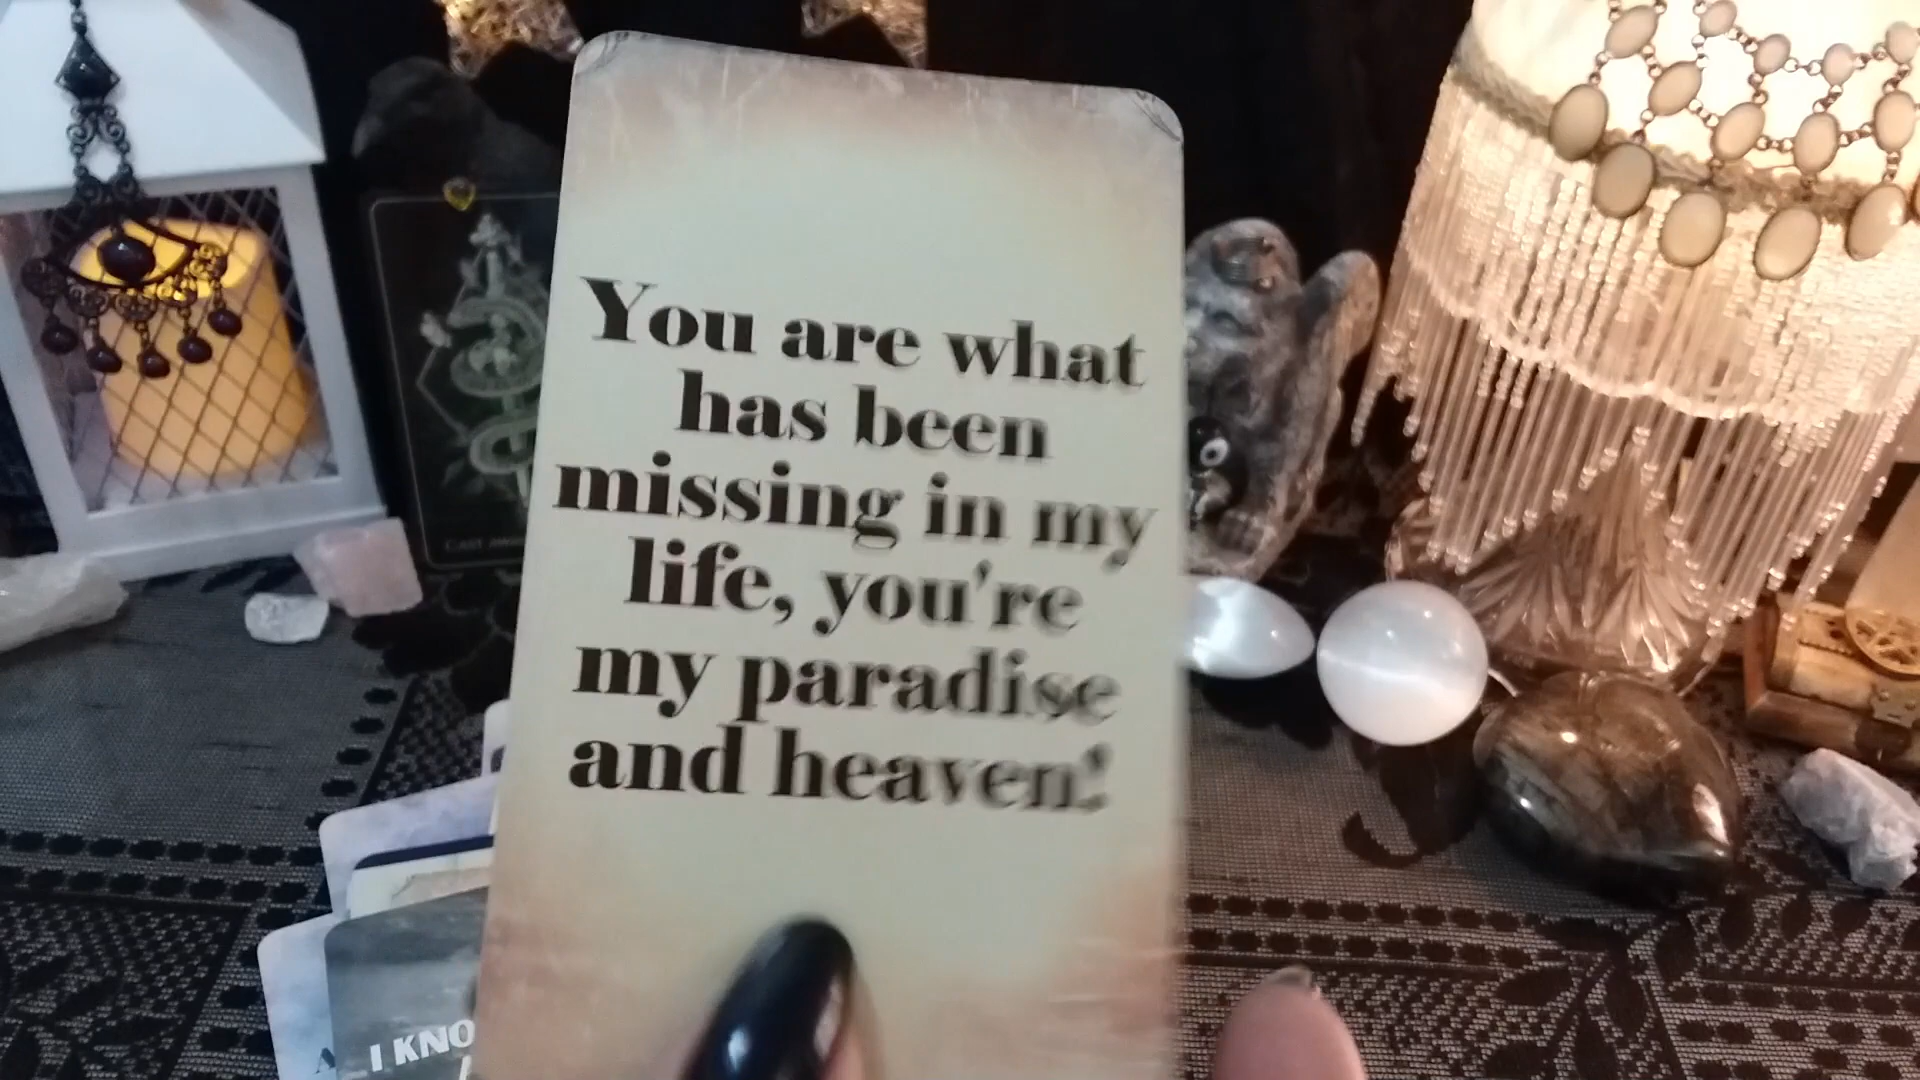 You are what
has been
missing in my
life, you're
my paradise
and heaven!
I KNO